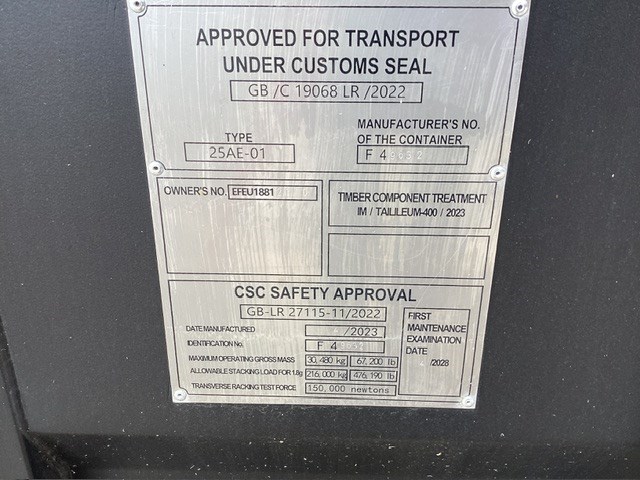 APPROVED FOR TRANSPORT
UNDER CUSTOMS SEAL
GB /C 19068 LR /2022
MANUFACTURER'S NO.
OF THE CONTAINER
TYPE
25AE-01
F 4
OWNER'S NO. EFEU1881
TIMBER COMPONENT TREATMENT
IM / TAILILEUM-400 / 2023
CSC SAFETY APPROVAL
GB-LR 27115-11/2022
DATE MANUFACTURED /2023
IDENTIFICATION No. F 4
MAXIMUM OPERATING GROSS MASS 30,480 kg 67,200 lb
ALLOWABLE STACKING LOAD FOR 1.8g 216,000 kg 476,190 lb
TRANSVERSE RACKING TEST FORCE 150,000 newtons
FIRST
MAINTENANCE
EXAMINATION
DATE
/2028